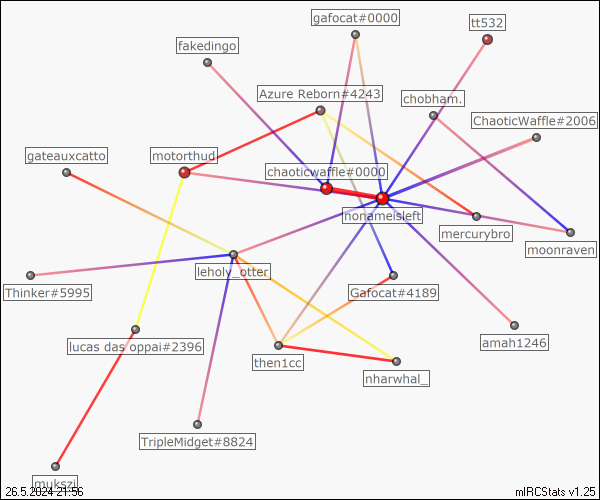 gafocat#0000
tt532
fakedingo
Azure Reborn#4243
chobham.
ChaoticWaffle#2006
gateauxcatto
motorthud
chaoticwaffle#0000
nonameisleft
mercurybro
moonraven
leholy_otter
Thinker#5995
Gafocat#4189
lucas das oppai#2396
amah1246
then1cc
nharwhal_
TripleMidget#8824
mukszi
26.5.2024 21:56
mIRCStats v1.25